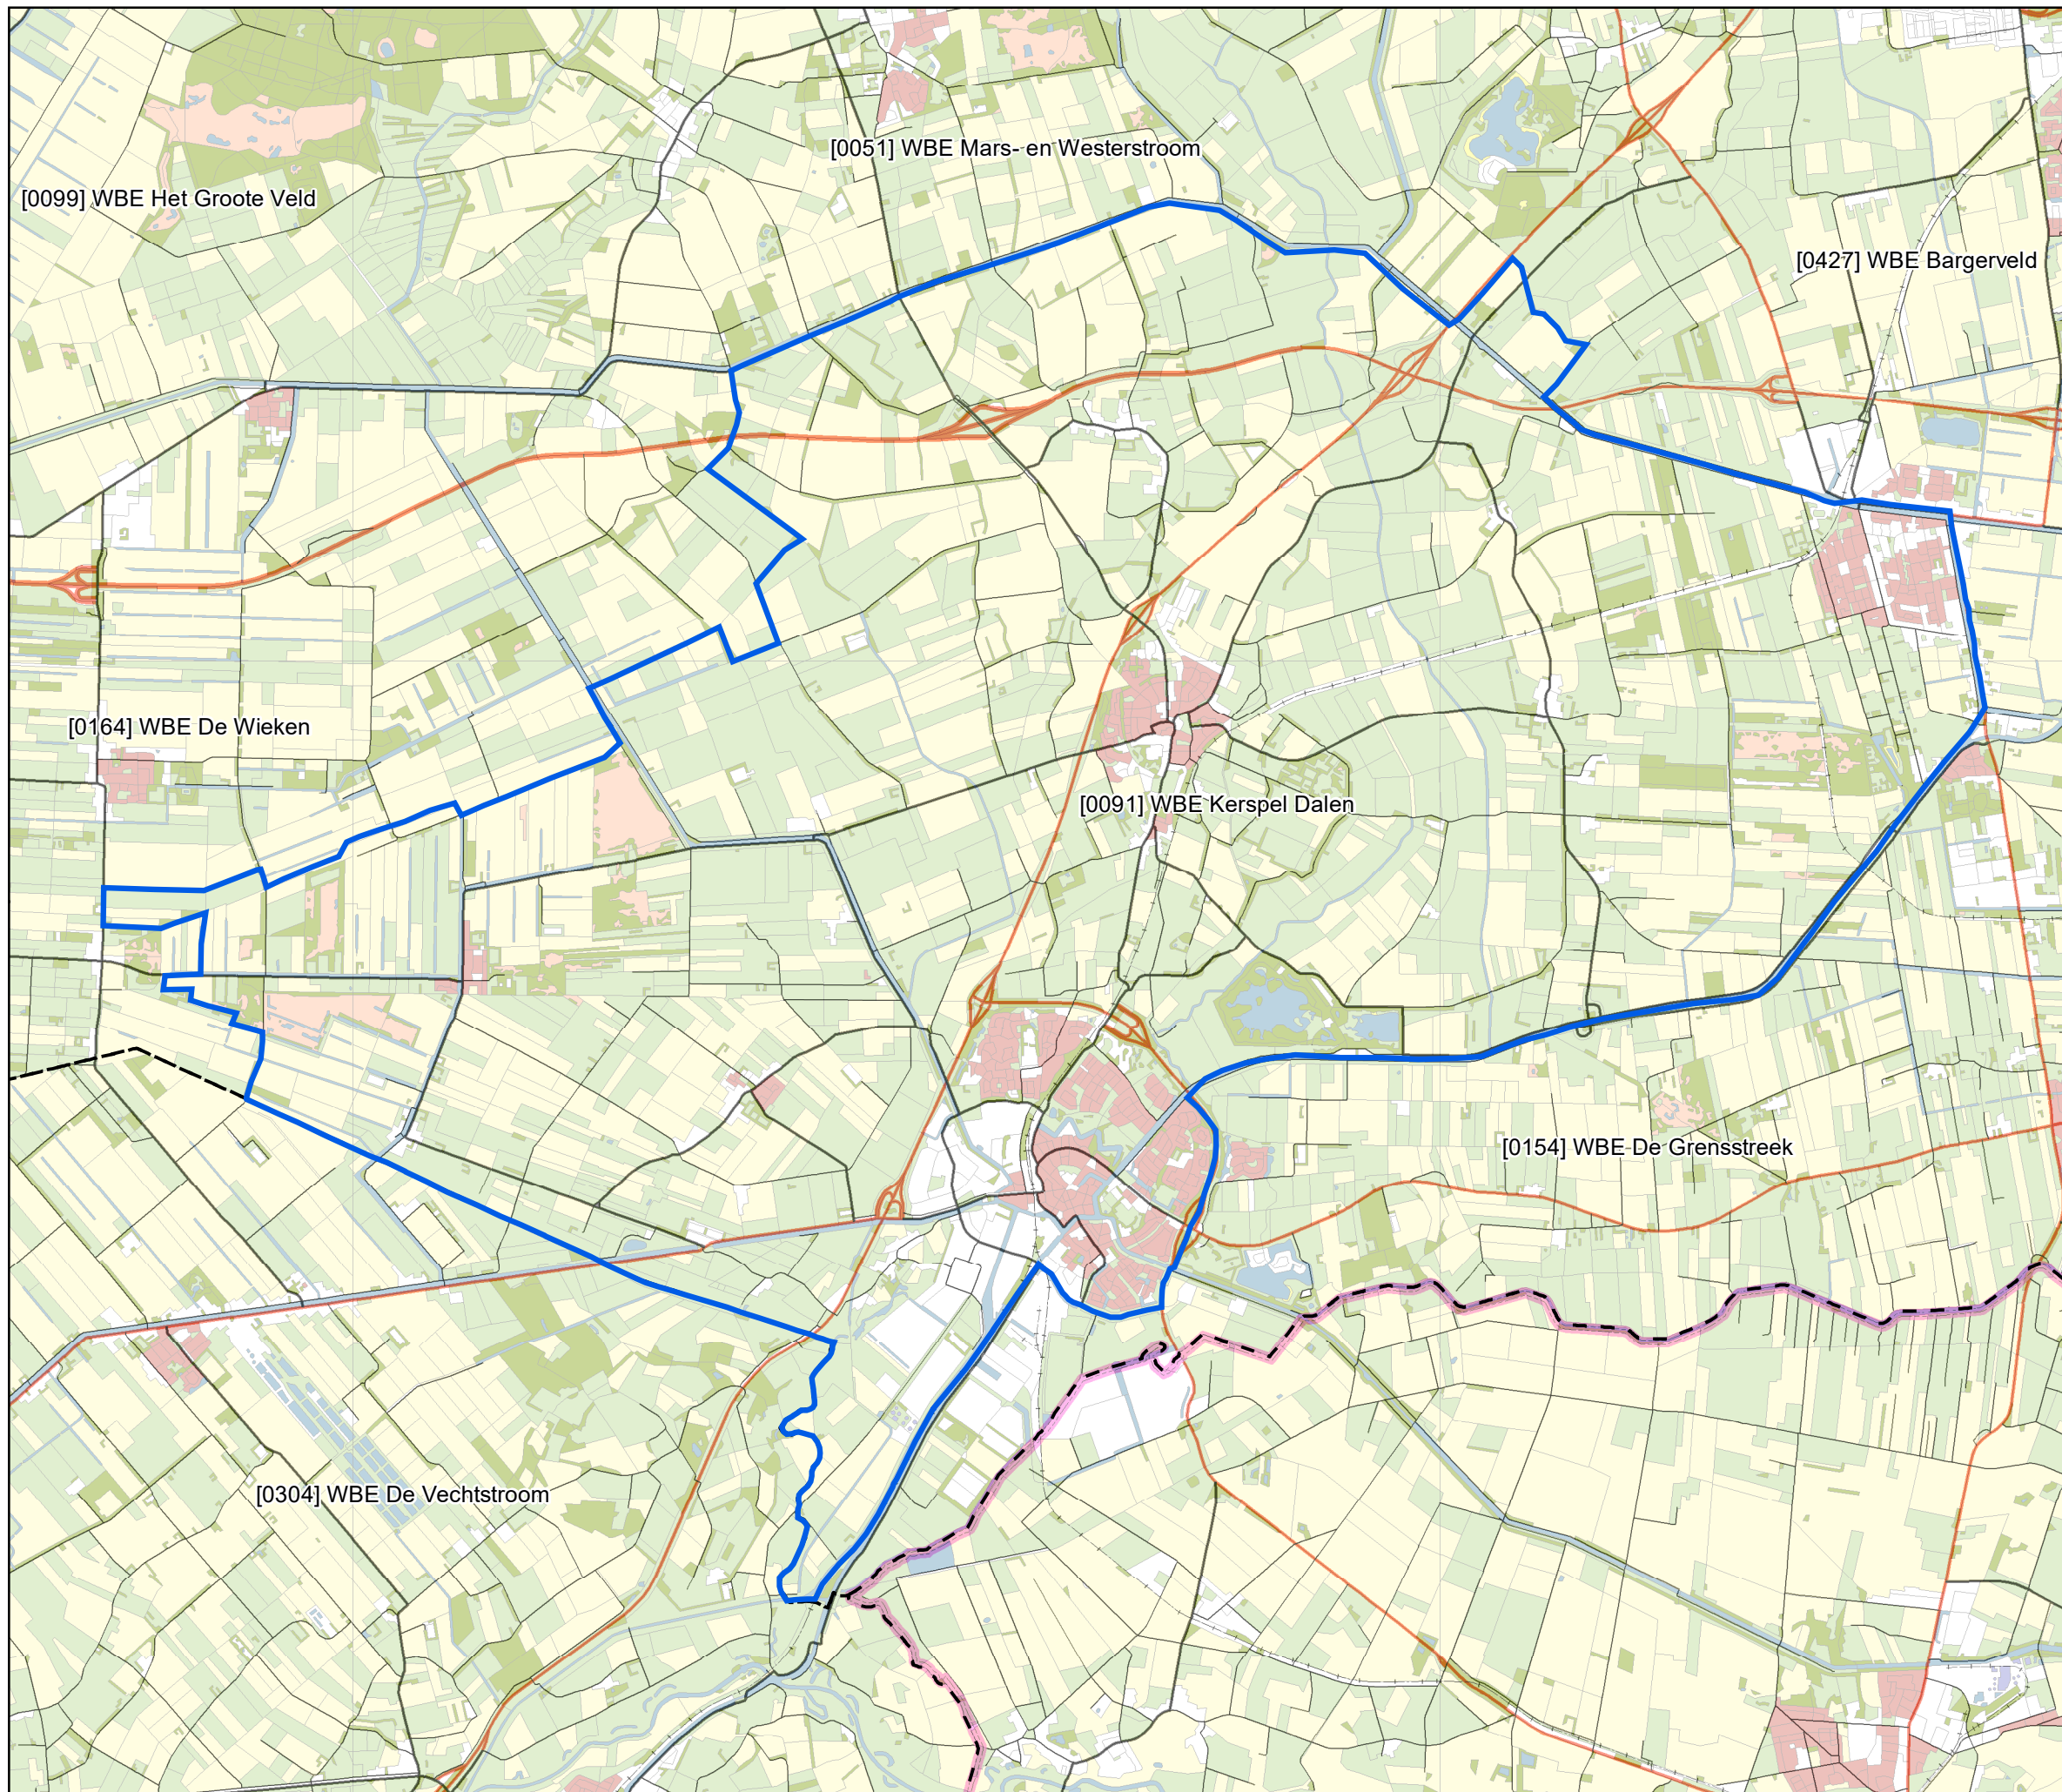 [0051] WBE Mars- en Westerstroom
[0099] WBE Het Groote Veld
[0427] WBE Bargerveld
[0164] WBE De Wieken
[0091] WBE Kerspel Dalen
[0154] WBE De Grensstreek
[0304] WBE De Vechtstroom